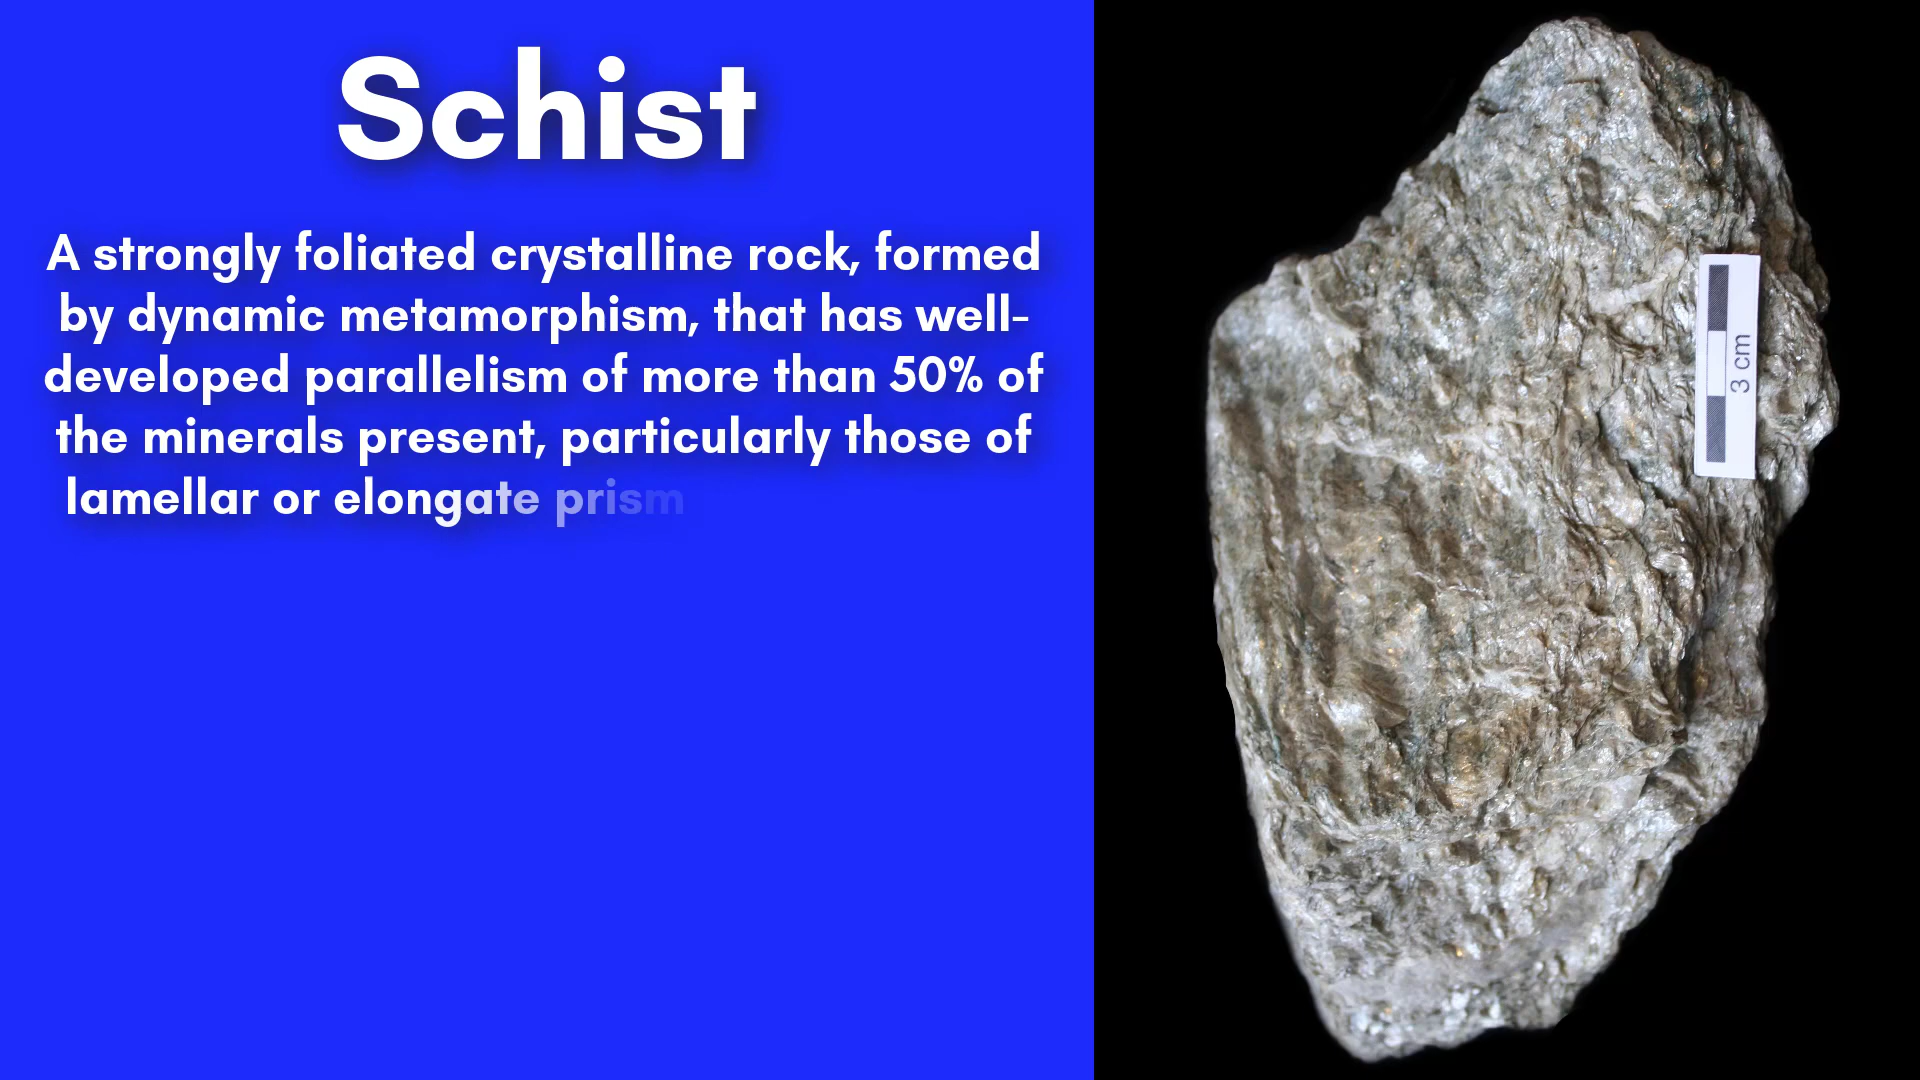 Schist
A strongly foliated crystalline rock, formed
by dynamic metamorphism, that has well-
developed parallelism of more than 50% of
the minerals present, particularly those of
lamellar or elongate prism
3 cm